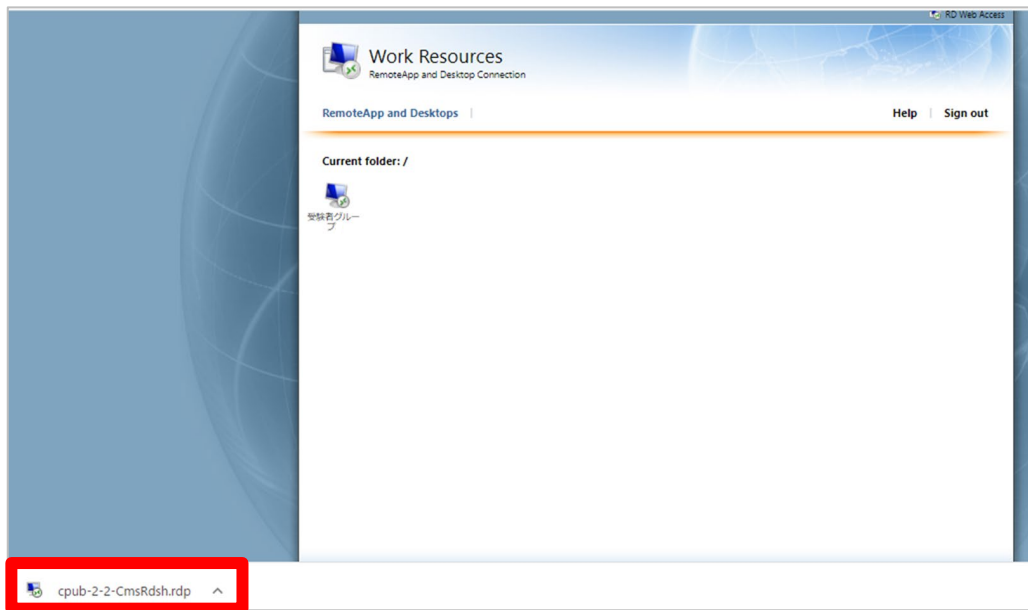 RD Web Access
Work Resources
RemoteApp and Desktop Connection
RemoteApp and Desktops
Help
Sign out
Current folder: /
受験者グルー
プ
cpub-2-2-CmsRdsh.rdp